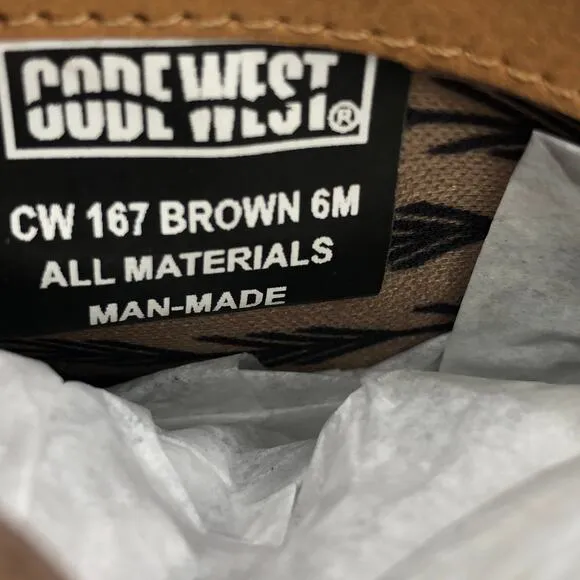 CODE WEST®
CW 167 BROWN 6M
ALL MATERIALS
MAN-MADE